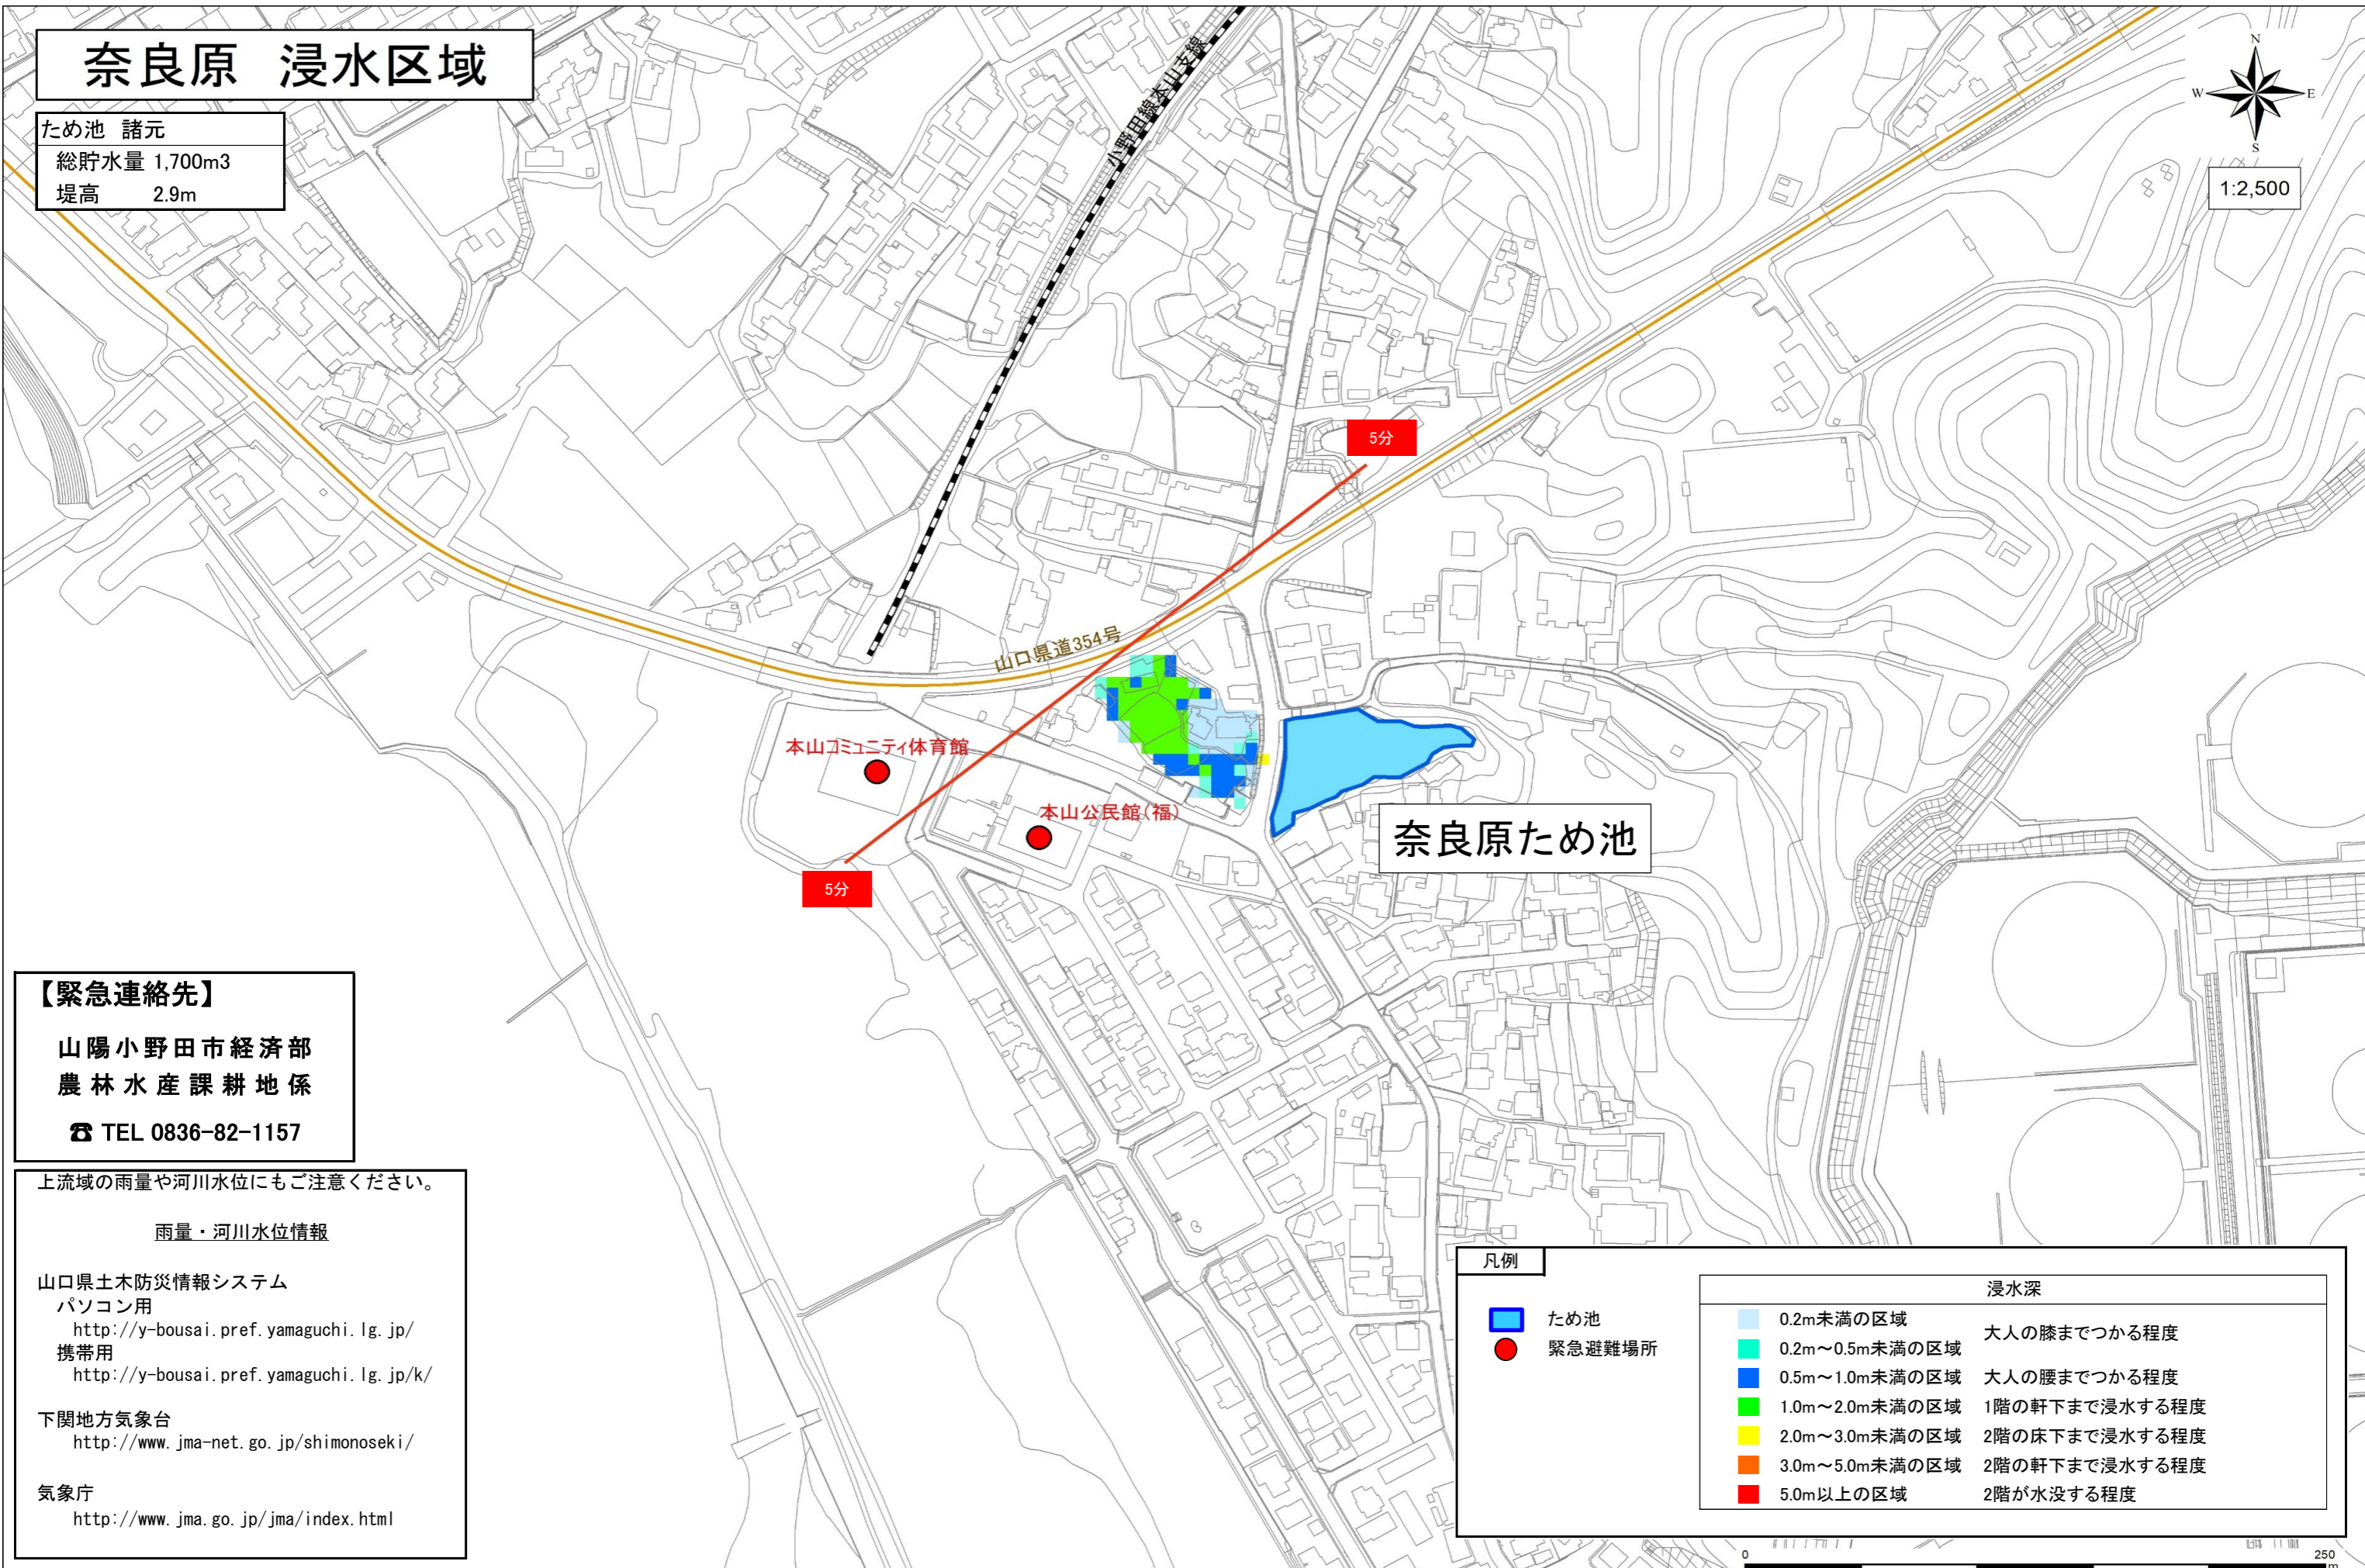 奈良原 浸水区域
ため池 諸元
総貯水量 1,700m3
堤高 2.9m
小野田線本山支線
N
W E
S
1:2,500
5分
山口県道354号
本山コミュニティ体育館
本山公民館(福)
奈良原ため池
5分
【緊急連絡先】
山陽小野田市経済部
農林水産課耕地係
☎ TEL 0836-82-1157
上流域の雨量や河川水位にもご注意ください。
雨量・河川水位情報
山口県土木防災情報システム
パソコン用
http://y-bousai.pref.yamaguchi.lg.jp/
携帯用
http://y-bousai.pref.yamaguchi.lg.jp/k/
下関地方気象台
http://www.jma-net.go.jp/shimonoseki/
気象庁
http://www.jma.go.jp/jma/index.html
凡例
ため池
緊急避難場所
浸水深
0.2m未満の区域
大人の膝までつかる程度
0.2m~0.5m未満の区域
0.5m~1.0m未満の区域 大人の腰までつかる程度
1.0m~2.0m未満の区域 1階の軒下まで浸水する程度
2.0m~3.0m未満の区域 2階の床下まで浸水する程度
3.0m~5.0m未満の区域 2階の軒下まで浸水する程度
5.0m以上の区域 2階が水没する程度
0 250
m